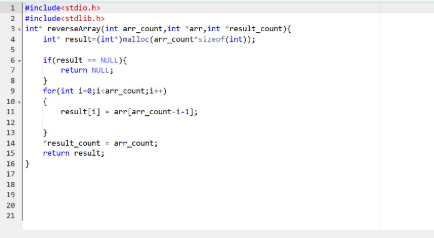 1 #include<stdio.h>
2 #include<stdlib.h>
3 int* reverseArray(int arr_count,int *arr,int *result_count){
4 int* result=(int*)malloc(arr_count*sizeof(int));
5
6 if(result == NULL){
7 return NULL;
8 }
9 for(int i=0;i<arr_count;i++)
10 {
11 result[i] = arr[arr_count-i-1];
12
13 }
14 *result_count = arr_count;
15 return result;
16 }
17
18
19
20
21